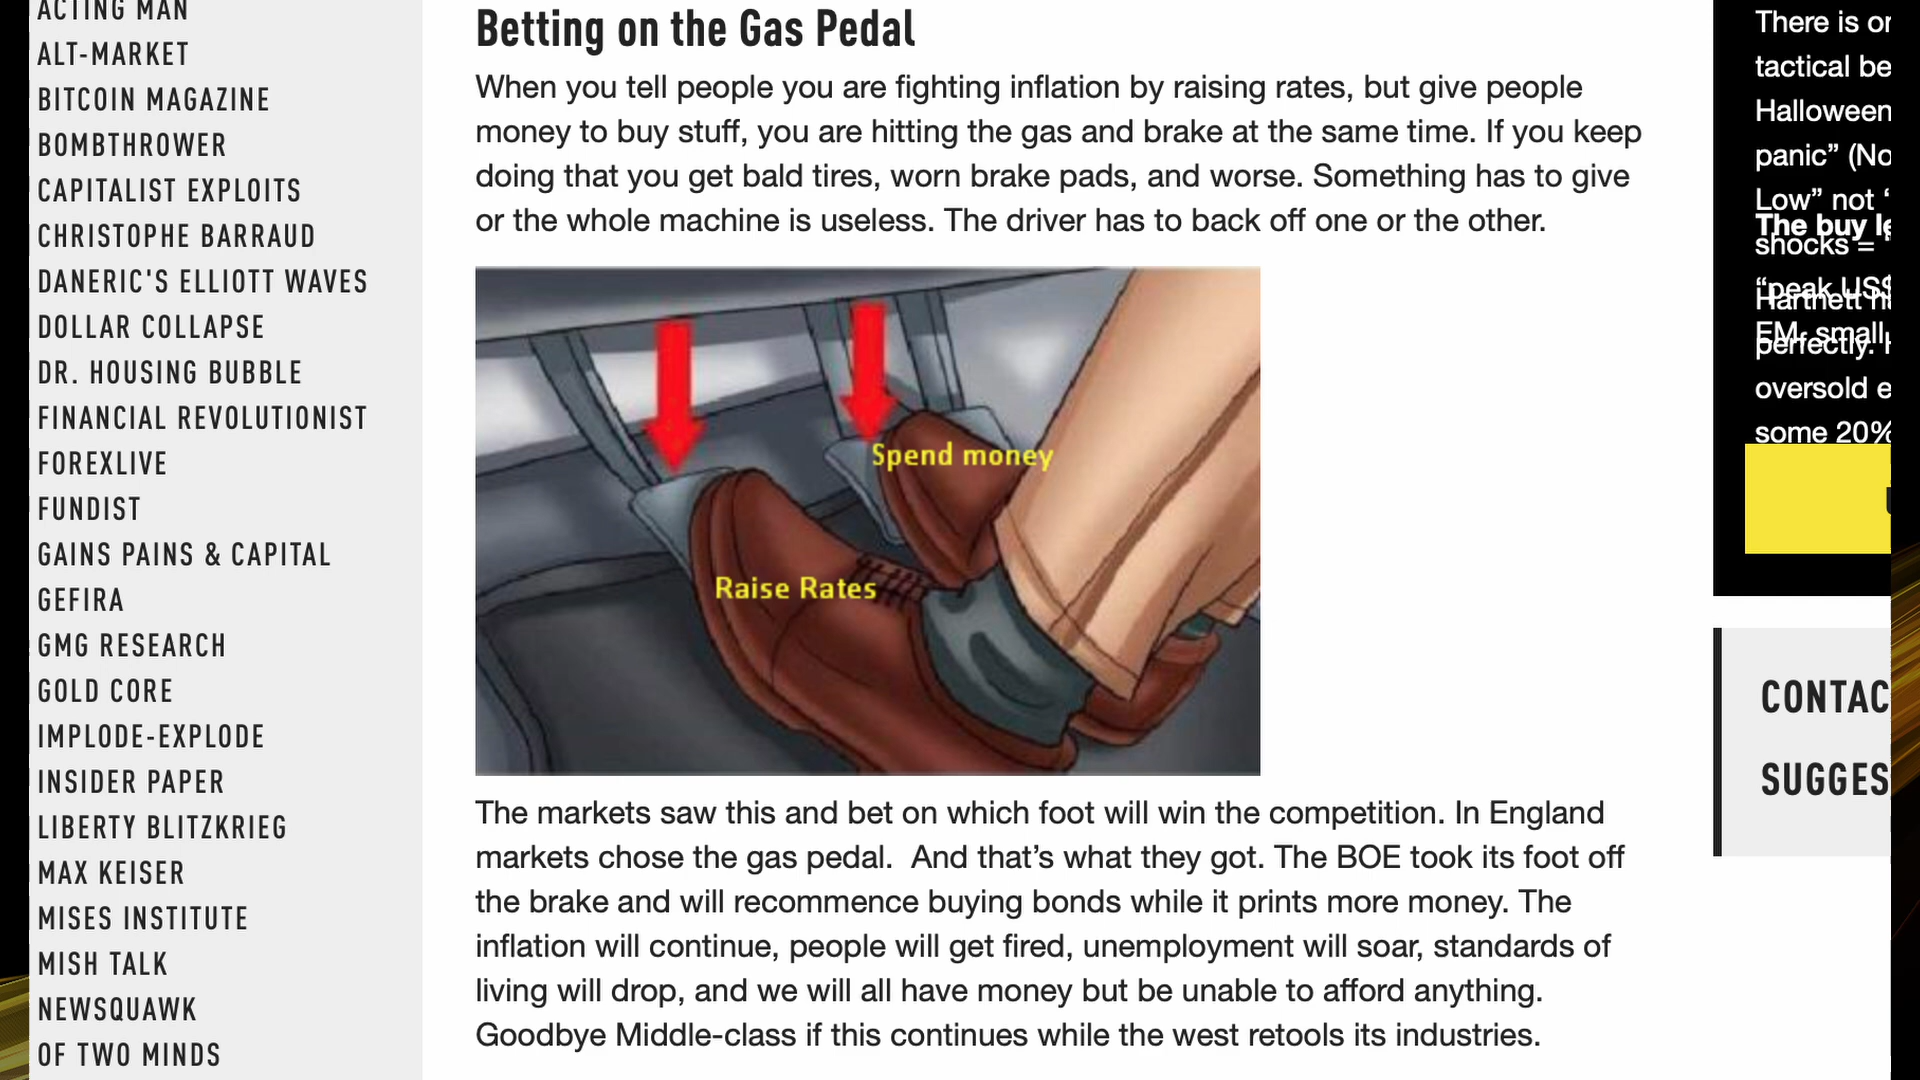 ACTING MAN
ALT-MARKET
BITCOIN MAGAZINE
BOMBTHROWER
CAPITALIST EXPLOITS
CHRISTOPHE BARRAUD
DANERIC'S ELLIOTT WAVES
DOLLAR COLLAPSE
DR. HOUSING BUBBLE
FINANCIAL REVOLUTIONIST
FOREXLIVE
FUNDIST
GAINS PAINS & CAPITAL
GEFIRA
GMG RESEARCH
GOLD CORE
IMPLODE-EXPLODE
INSIDER PAPER
LIBERTY BLITZKRIEG
MAX KEISER
MISES INSTITUTE
MISH TALK
NEWSQUAWK
OF TWO MINDS
Betting on the Gas Pedal
When you tell people you are fighting inflation by raising rates, but give people
money to buy stuff, you are hitting the gas and brake at the same time. If you keep
doing that you get bald tires, worn brake pads, and worse. Something has to give
or the whole machine is useless. The driver has to back off one or the other.
Spend money
Raise Rates
The markets saw this and bet on which foot will win the competition. In England
markets chose the gas pedal.  And that’s what they got. The BOE took its foot off
the brake and will recommence buying bonds while it prints more money. The
inflation will continue, people will get fired, unemployment will soar, standards of
living will drop, and we will all have money but be unable to afford anything.
Goodbye Middle-class if this continues while the west retools its industries.
There is
tactical be
Halloween
panic” (No
Low” not
The buy
shocks =
“peak US$
Hartnett
EM, small
perfectly.
oversold
some 20%
CONTAC
SUGGES